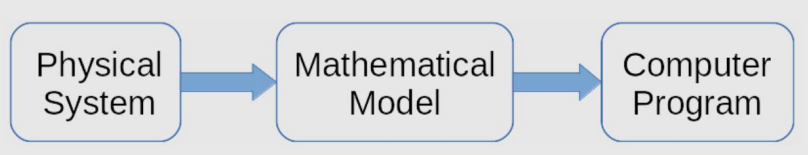 Physical
System
Mathematical
Model
Computer
Program